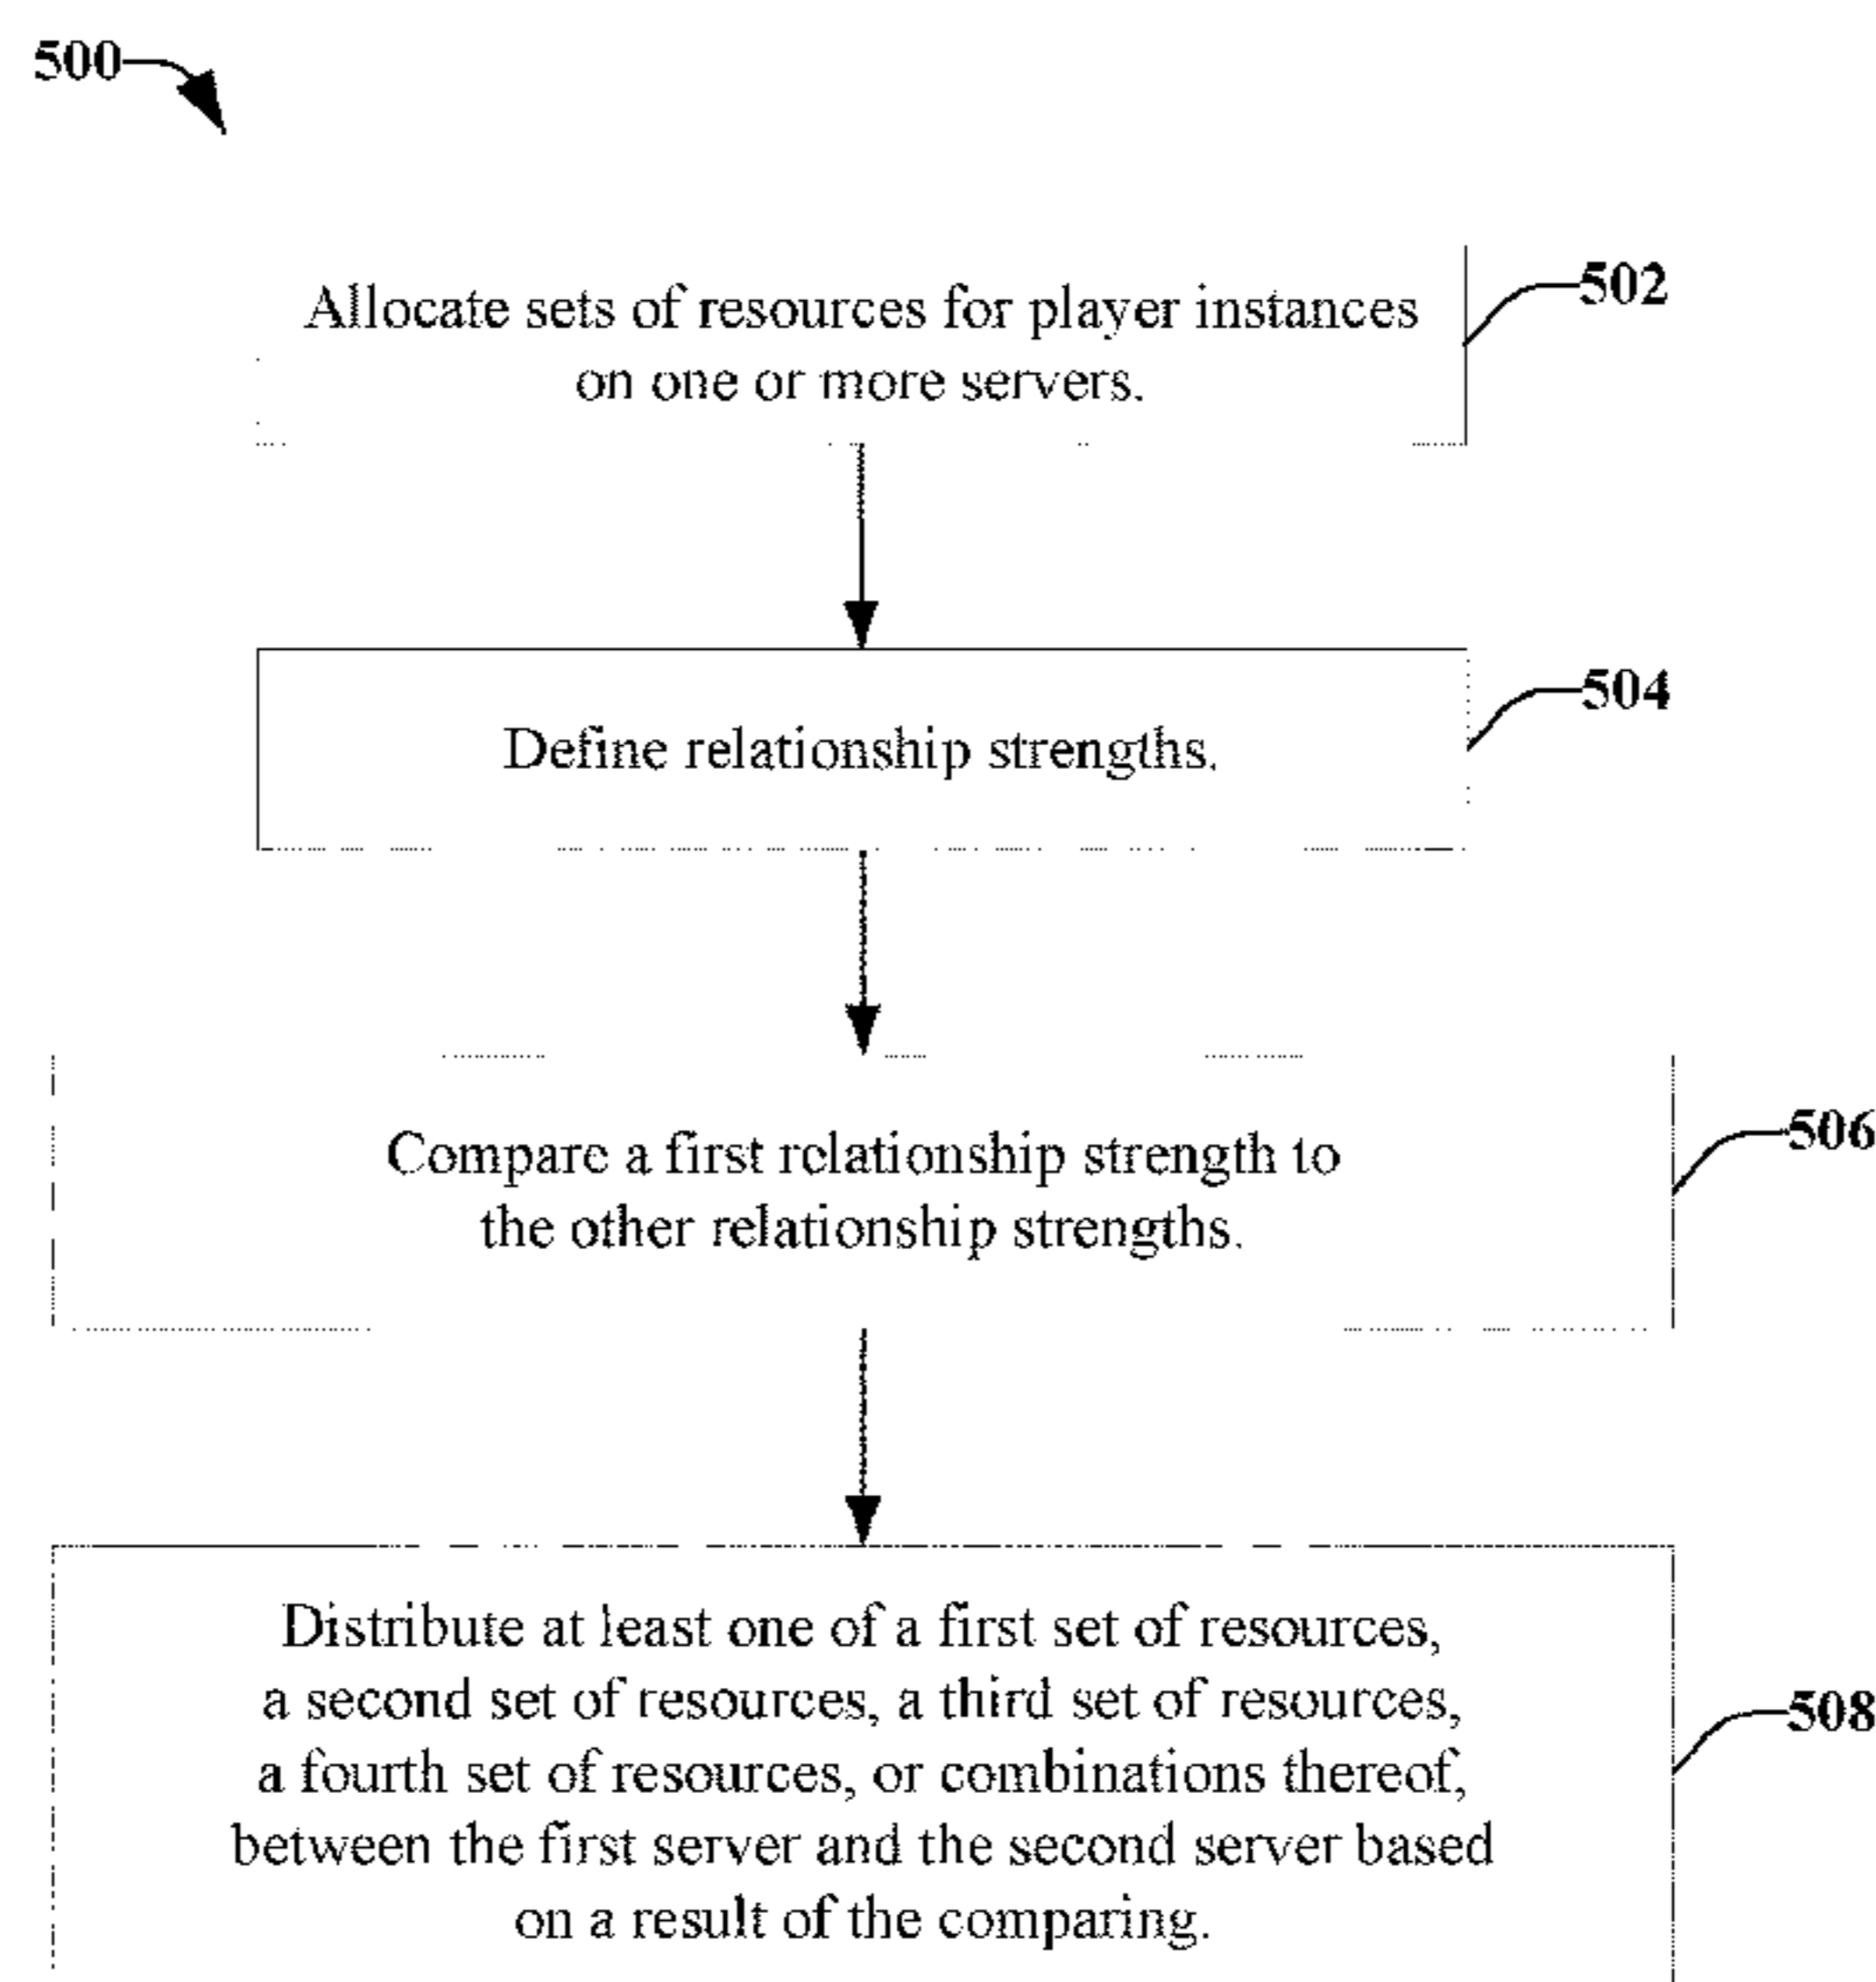 500
Allocate sets of resources for player instances
on one or more servers.
502
Define relationship strengths.
504
Compare a first relationship strength to
the other relationship strengths.
506
Distribute at least one of a first set of resources,
a second set of resources, a third set of resources,
a fourth set of resources, or combinations thereof,
between the first server and the second server based
on a result of the comparing.
508